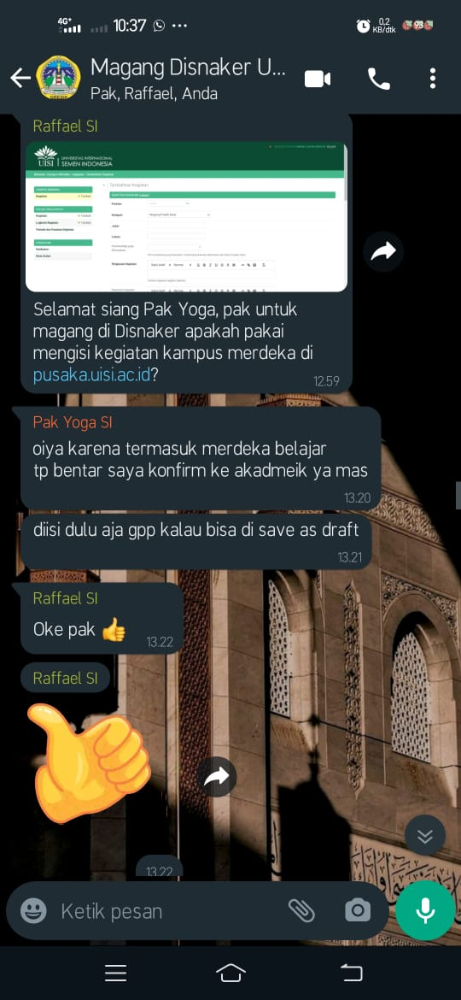 4G+
10:37
0,2
KB/dtk
98
Magang Disnaker U...
Pak, Raffael, Anda
Raffael SI
UISI
UNIVERSITAS INTERNASIONAL
SEMEN INDONESIA
Tambahkan Kegiatan
Selamat siang Pak Yoga, pak untuk
magang di Disnaker apakah pakai
mengisi kegiatan kampus merdeka di
pusaka.uisi.ac.id?
12.59
Pak Yoga SI
oiya karena termasuk merdeka belajar
tp bentar saya konfirm ke akadmeik ya mas
13.20
diisi dulu aja gpp kalau bisa di save as draft
13.21
Raffael SI
Oke pak 👍
13.22
Raffael SI
13.22
Ketik pesan